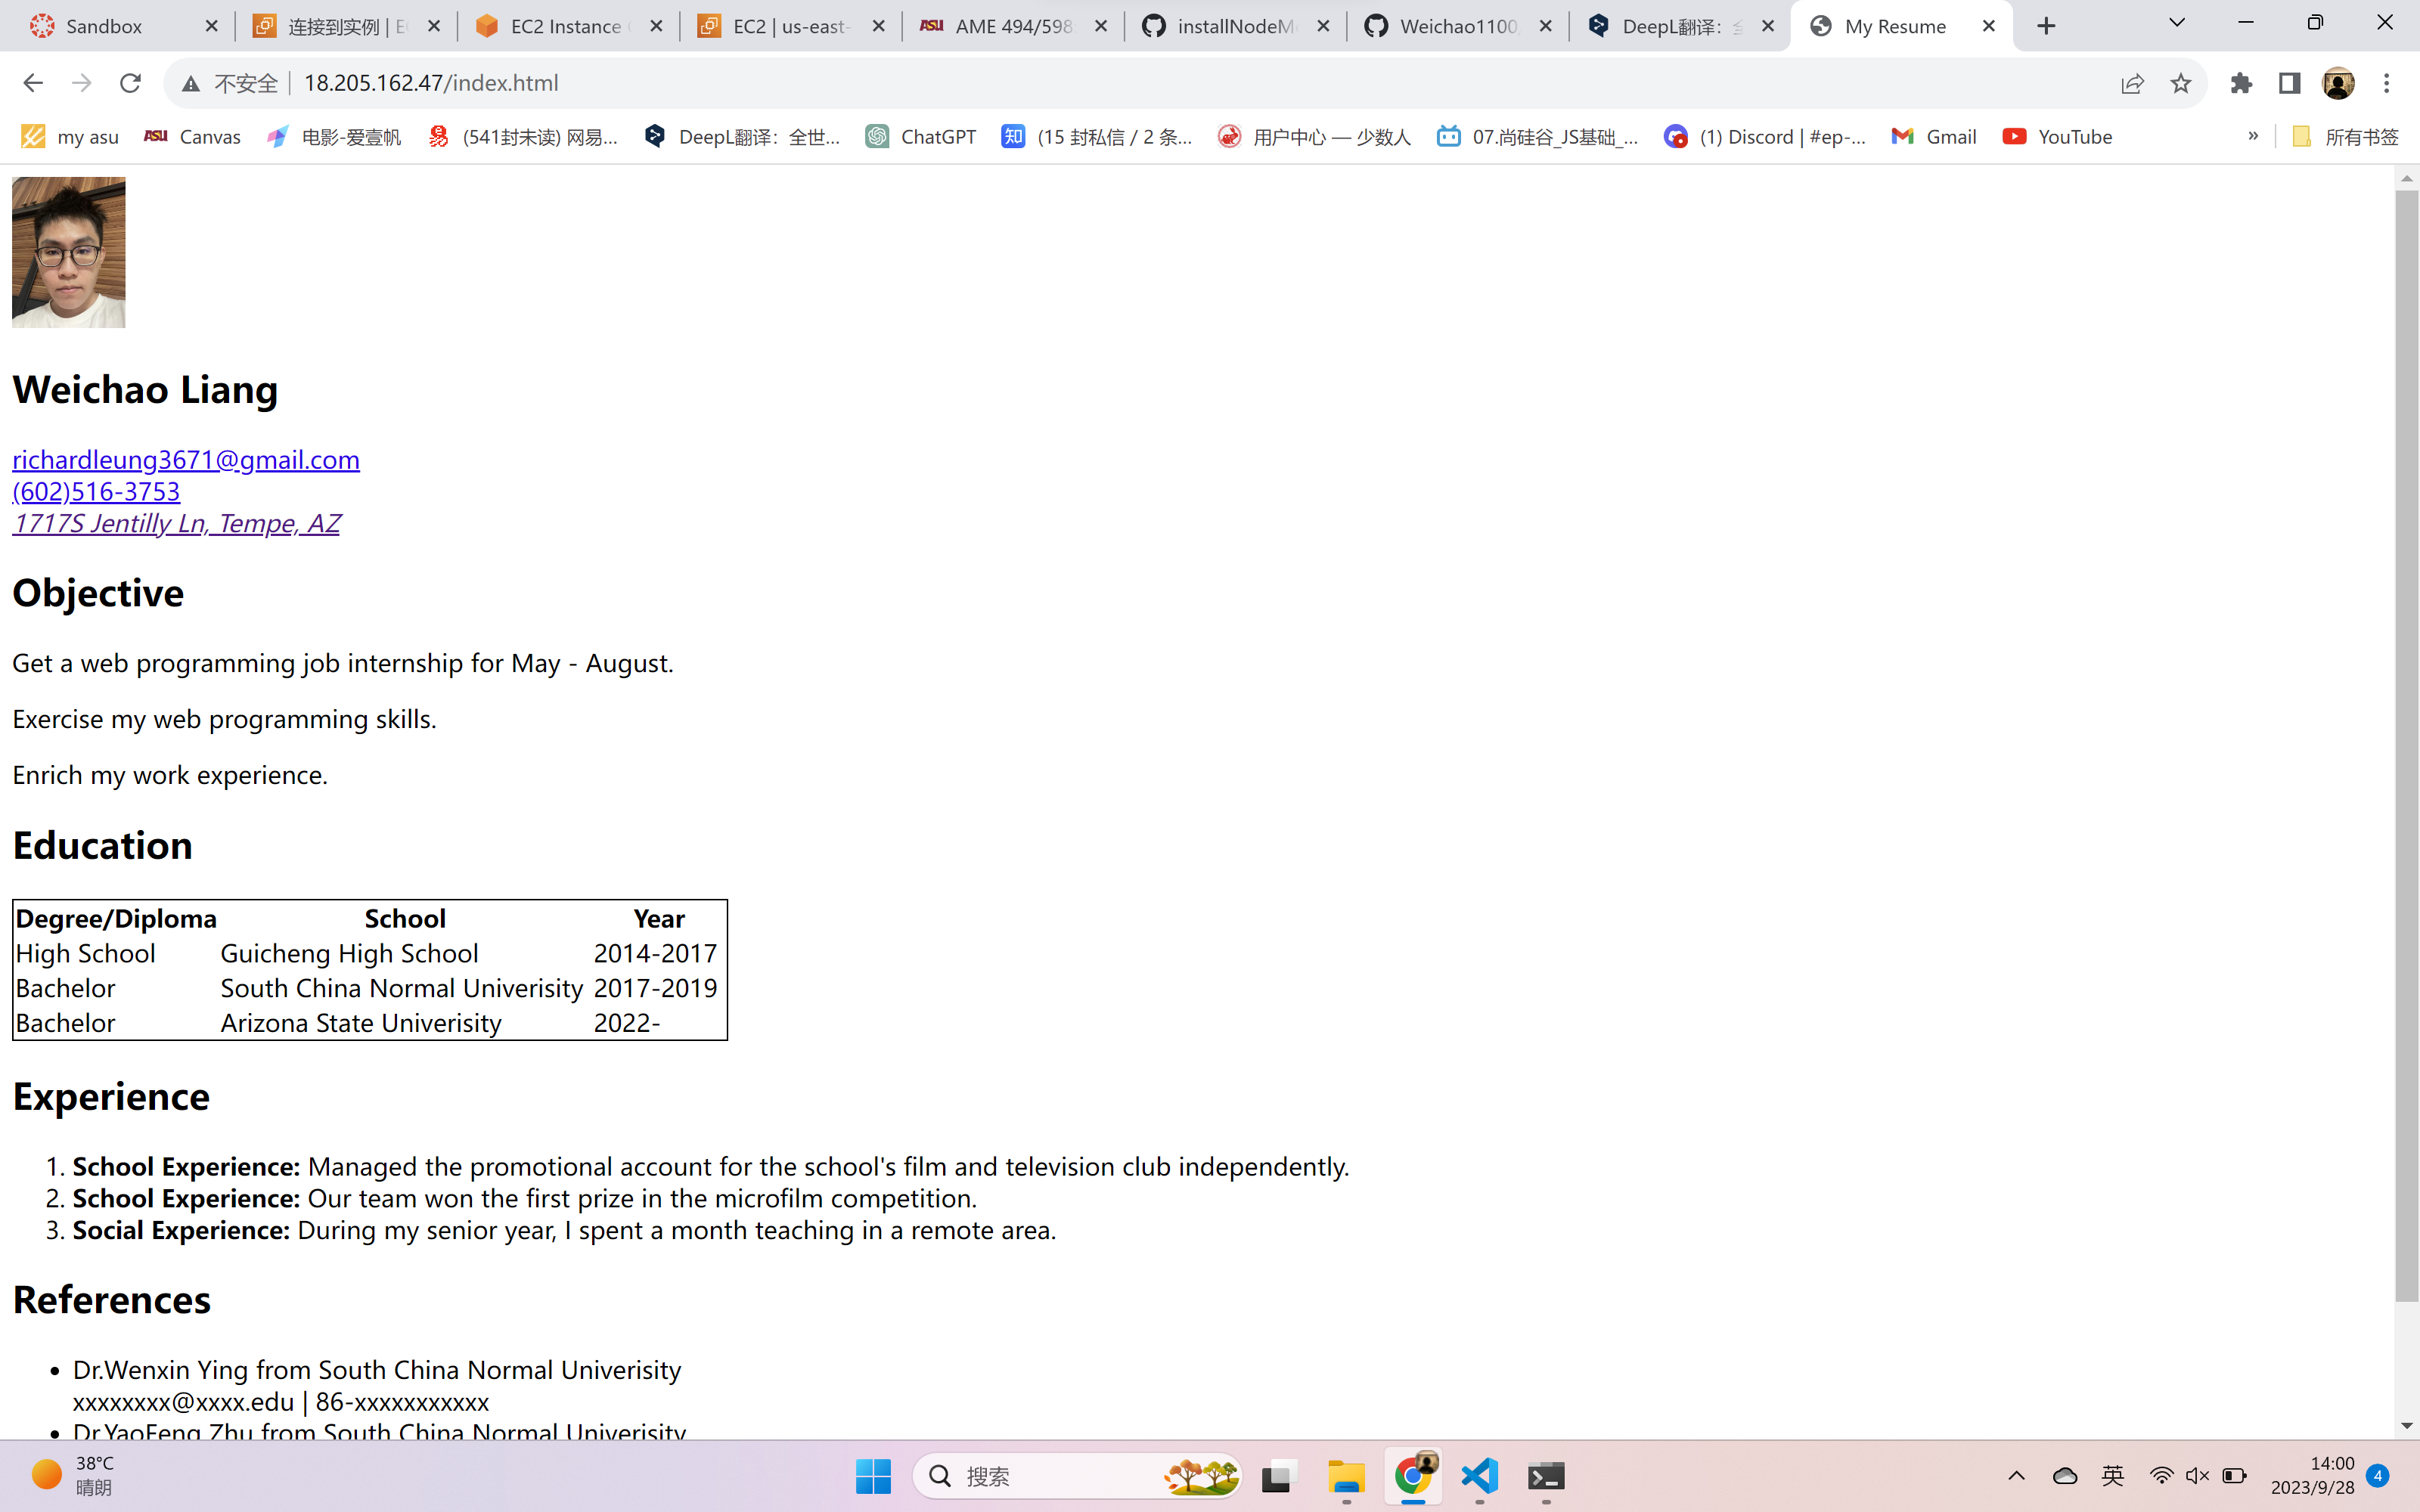 Sandbox
连接到实例 | E
EC2 Instance
EC2 | us-east-
AME 494/598
installNodeM
Weichao1100
DeepL翻译：
My Resume
不安全 18.205.162.47/index.html
my asu
ASU Canvas
电影-爱壹帆
(541封未读) 网易...
DeepL翻译：全世...
ChatGPT
知 (15 封私信 / 2 条...
用户中心 — 少数人
07.尚硅谷_JS基础_...
(1) Discord | #ep-...
Gmail
YouTube
»
所有书签
Weichao Liang
richardleung3671@gmail.com
(602)516-3753
1717S Jentilly Ln, Tempe, AZ
Objective
Get a web programming job internship for May - August.
Exercise my web programming skills.
Enrich my work experience.
Education
Degree/Diploma School Year
High School Guicheng High School 2014-2017
Bachelor South China Normal Univerisity 2017-2019
Bachelor Arizona State Univerisity 2022-
Experience
1. School Experience: Managed the promotional account for the school's film and television club independently.
2. School Experience: Our team won the first prize in the microfilm competition.
3. Social Experience: During my senior year, I spent a month teaching in a remote area.
References
• Dr.Wenxin Ying from South China Normal Univerisity
xxxxxxxx@xxxx.edu | 86-xxxxxxxxxxx
• Dr.YaoFeng Zhu from South China Normal Univerisity
38°C
晴朗
搜索
英
14:00
2023/9/28
4